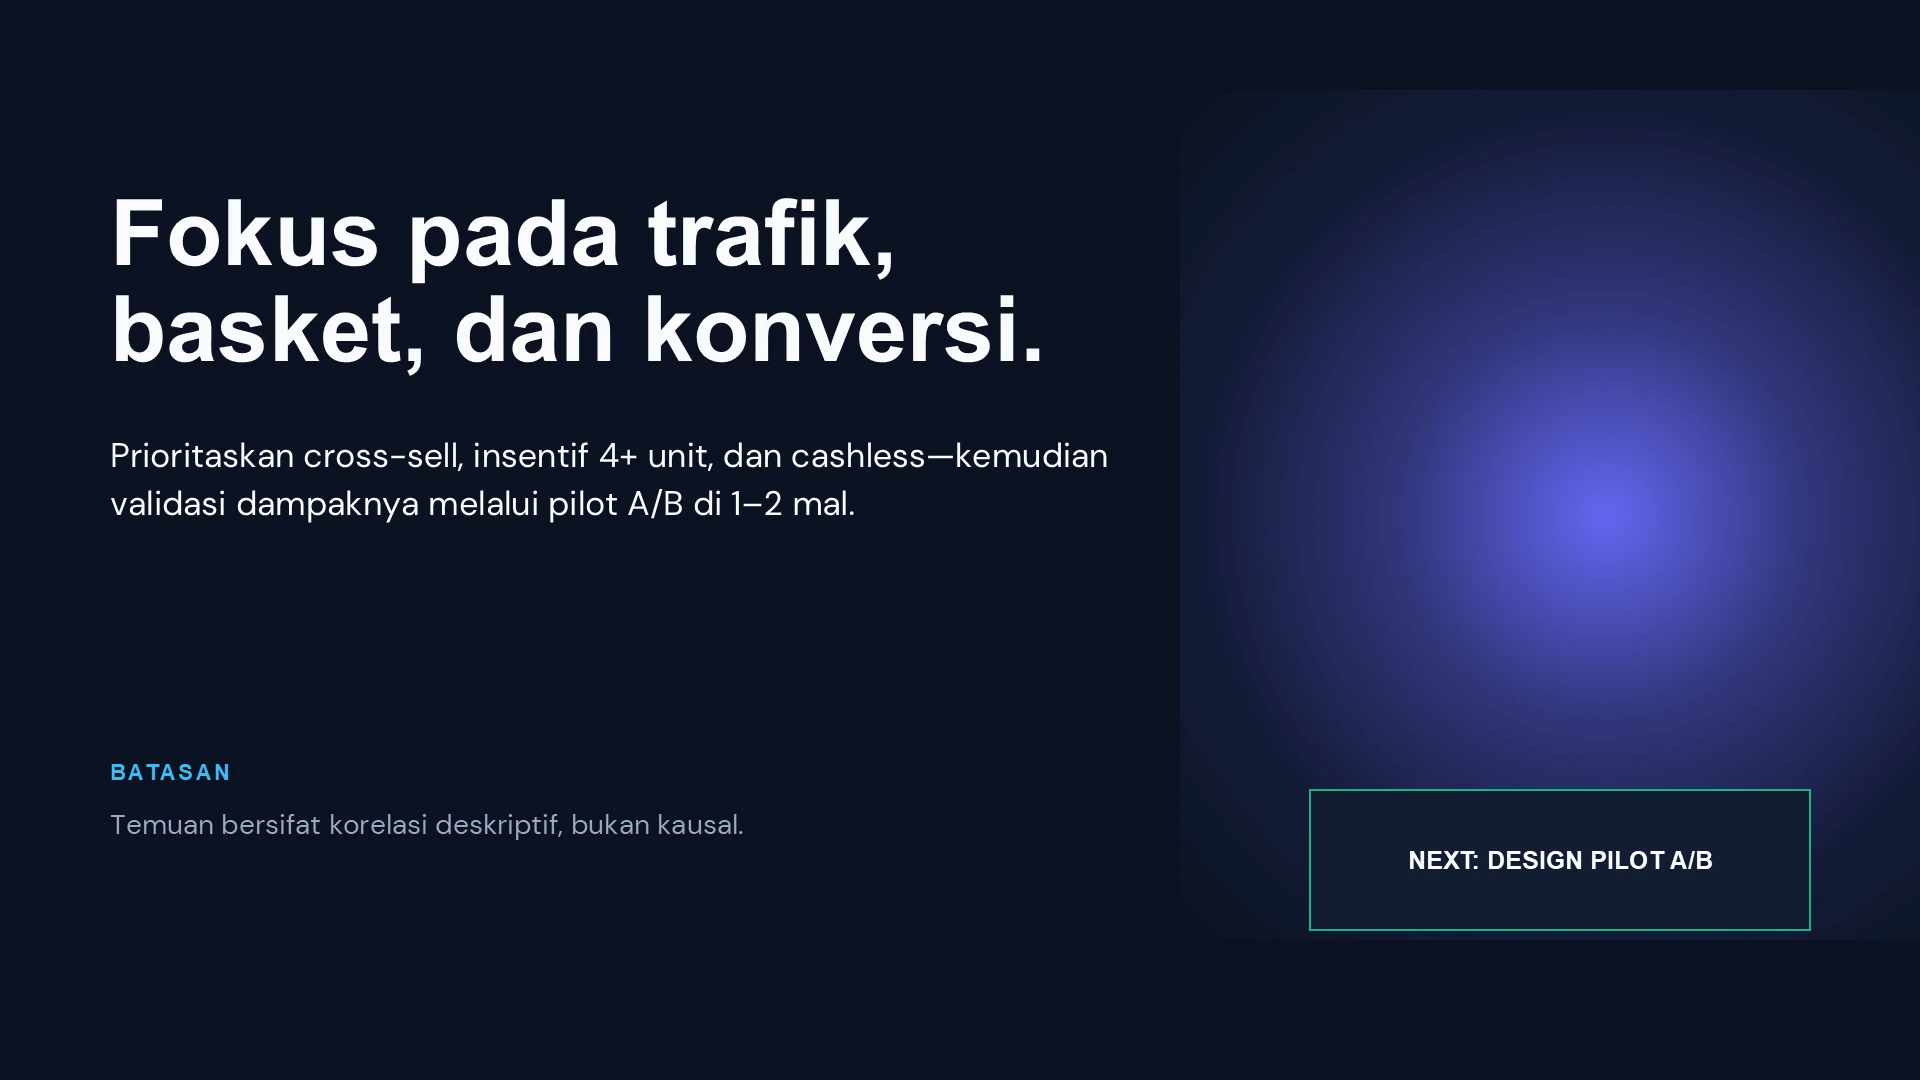 Fokus pada trafik,
basket, dan konversi.
Prioritaskan cross-sell, insentif 4+ unit, dan cashless—kemudian
validasi dampaknya melalui pilot A/B di 1–2 mal.
BATASAN
Temuan bersifat korelasi deskriptif, bukan kausal.
NEXT: DESIGN PILOT A/B